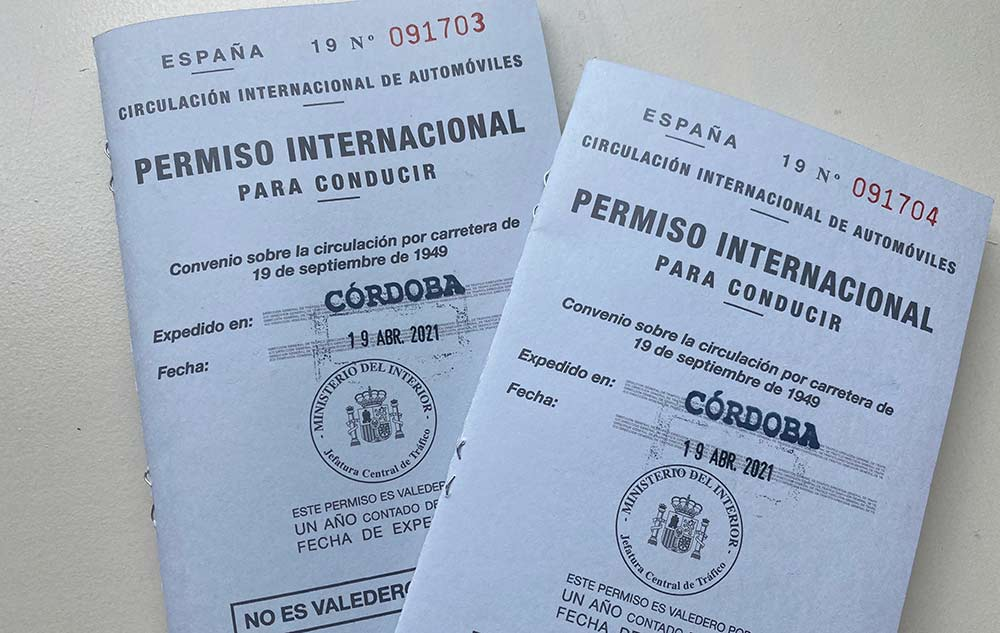 ESPAÑA 19 Nº 091703
CIRCULACIÓN INTERNACIONAL DE AUTOMÓVILES
PERMISO INTERNACIONAL
PARA CONDUCIR
Convenio sobre la circulación por carretera de
19 de septiembre de 1949
Expedido en: CÓRDOBA
Fecha: 19 ABR. 2021
MINISTERIO DEL INTERIOR
Jefatura Central de Tráfico
ESTE PERMISO ES VALEDERO
UN AÑO CONTADO DE
FECHA DE EXPE
NO ES VALEDERO
ESPAÑA 19 Nº 091704
CIRCULACIÓN INTERNACIONAL DE AUTOMÓVILES
PERMISO INTERNACIONAL
PARA CONDUCIR
Convenio sobre la circulación por carretera de
19 de septiembre de 1949
Expedido en: CÓRDOBA
Fecha: 19 ABR. 2021
MINISTERIO DEL INTERIOR
Jefatura Central de Tráfico
ESTE PERMISO ES VALEDERO POR
UN AÑO CONTADO DESDE
FECHA DE